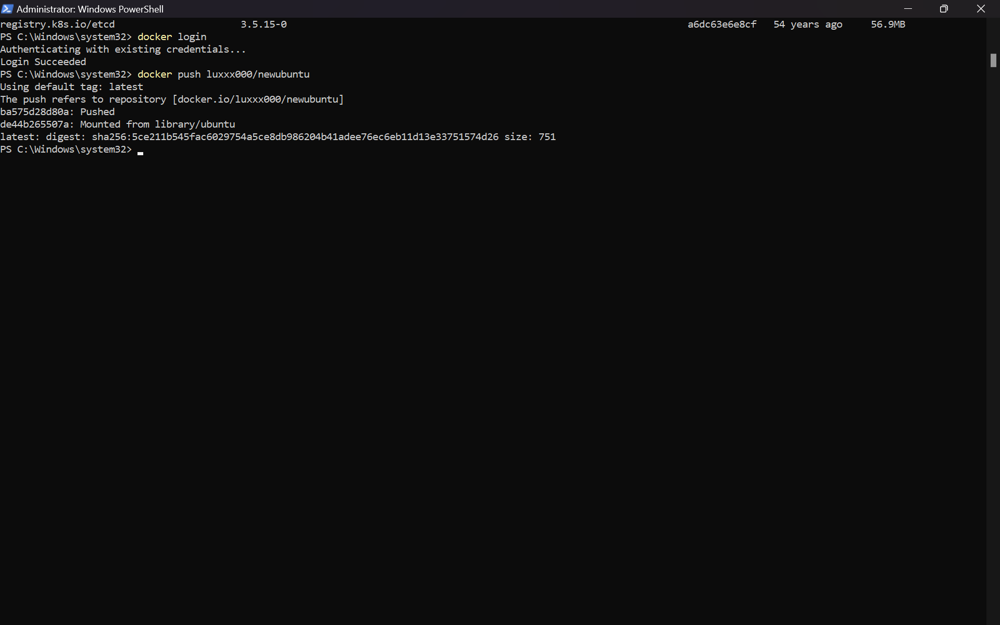 Administrator: Windows PowerShell
registry.k8s.io/etcd 3.5.15-0 a6dc63e6e8cf 54 years ago 56.9MB
PS C:\Windows\system32> docker login
Authenticating with existing credentials...
Login Succeeded
PS C:\Windows\system32> docker push luxxx000/newubuntu
Using default tag: latest
The push refers to repository [docker.io/luxxx000/newubuntu]
ba575d28d80a: Pushed
de44b265507a: Mounted from library/ubuntu
latest: digest: sha256:5ce211b545fac6029754a5ce8db986204b41adee76ec6eb11d13e33751574d26 size: 751
PS C:\Windows\system32>